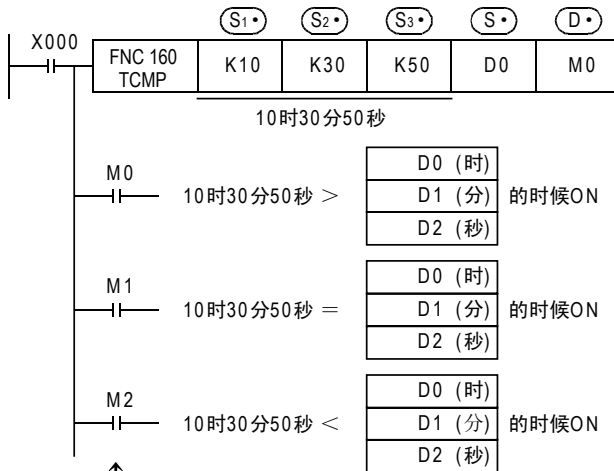 S1• S2• S3• S• D•
X000
FNC 160 TCMP K10 K30 K50 D0 M0
10时30分50秒
M0
10时30分50秒 > D0 (时) D1 (分) D2 (秒) 的时候ON
M1
10时30分50秒 = D0 (时) D1 (分) D2 (秒) 的时候ON
M2
10时30分50秒 < D0 (时) D1 (分) D2 (秒) 的时候ON